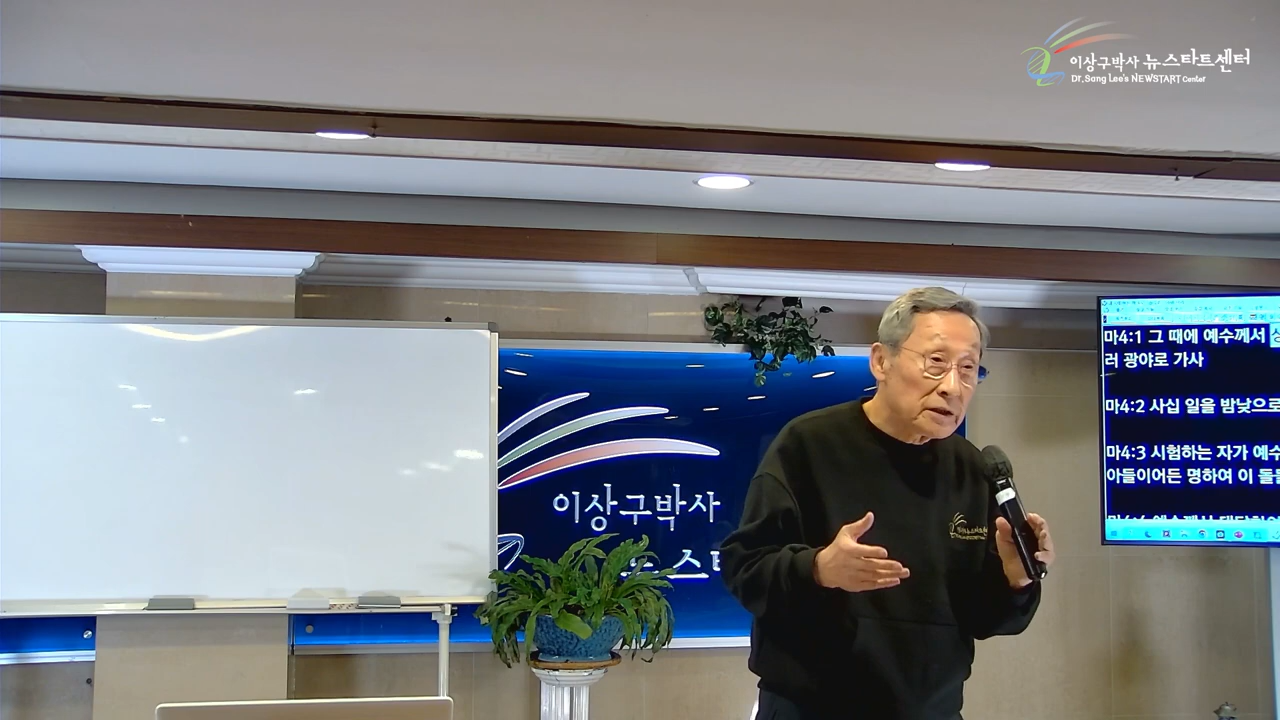 이상구박사 뉴스타트센터
Dr. Sang Lee's NEWSTART Center
이상구박사
마4:1 그 때에 예수께서
러 광야로 가사
마4:2 사십 일을 밤낮으로
마4:3 시험하는 자가 예수
아들이어든 명하여 이 돌